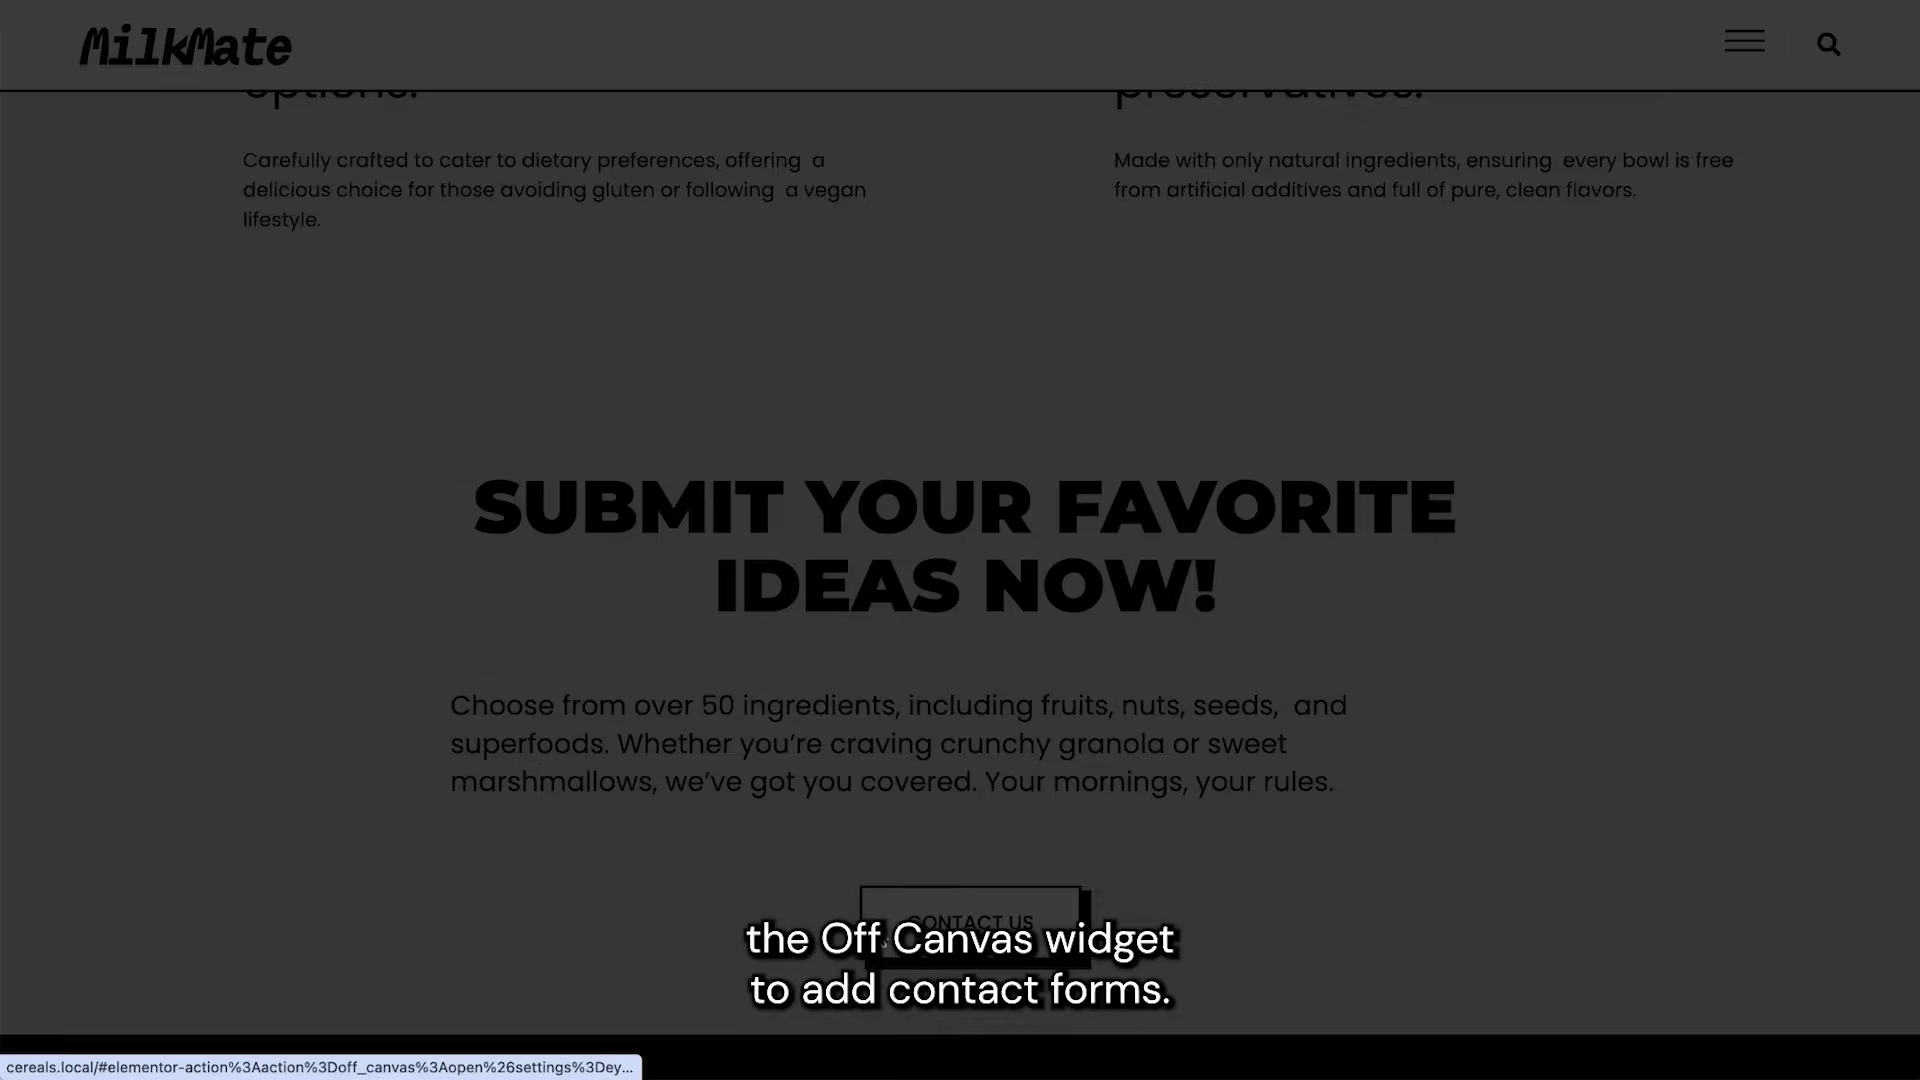 MilkMate
options.
preservatives.
Carefully crafted to cater to dietary preferences, offering a
delicious choice for those avoiding gluten or following a vegan
lifestyle.
Made with only natural ingredients, ensuring every bowl is free
from artificial additives and full of pure, clean flavors.
SUBMIT YOUR FAVORITE
IDEAS NOW!
Choose from over 50 ingredients, including fruits, nuts, seeds, and
superfoods. Whether you’re craving crunchy granola or sweet
marshmallows, we’ve got you covered. Your mornings, your rules.
CONTACT US
the Off Canvas widget
to add contact forms.
cereals.local/#elementor-action%3Aaction%3Doff_canvas%3Aopen%26settings%3Dey...